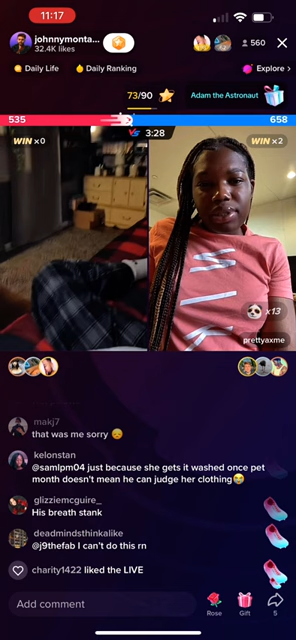 11:17
johnnymonta...
32.4K likes
560
Daily Life
Daily Ranking
Explore >
73/90
Adam the Astronaut
535
658
WIN x0
3:28
WIN x2
x13
prettyaxme
makj7
that was me sorry 😞
kelonstan
@samlpm04 just because she gets it washed once pet
month doesn't mean he can judge her clothing😭
glizziemcguire_
His breath stank
deadmindsthinkalike
@j9thefab I can't do this rn
charity1422 liked the LIVE
Add comment
Rose
Gift
5